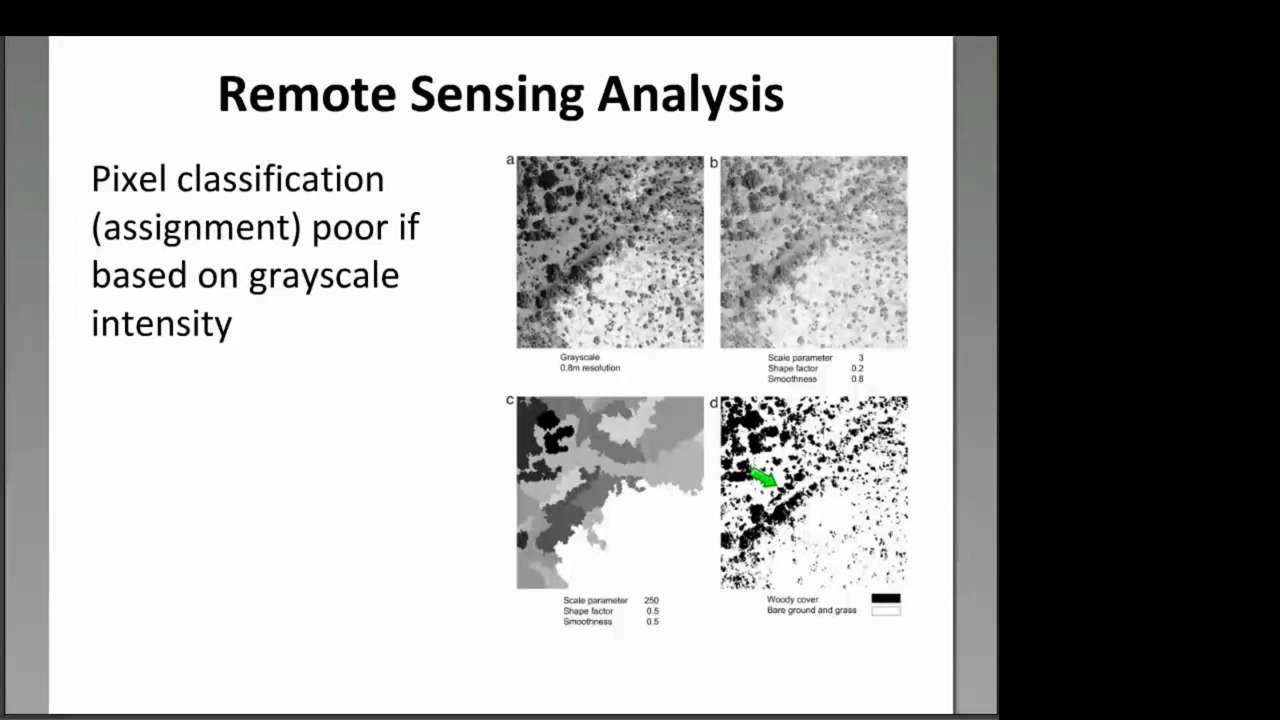 Remote Sensing Analysis
Pixel classification
(assignment) poor if
based on grayscale
intensity
a
b
Grayscale
0.8m resolution
Scale parameter 3
Shape factor 0.2
Smoothness 0.8
c
d
Scale parameter 250
Shape factor 0.5
Smoothness 0.5
Woody cover
Bare ground and grass